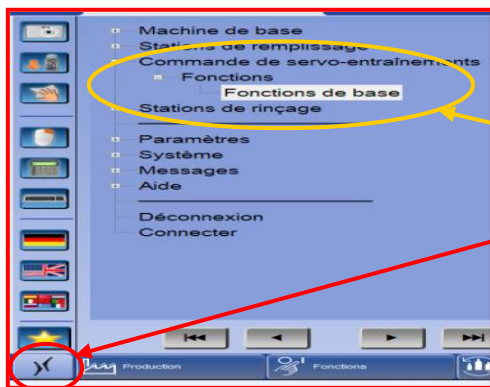 Machine de base
Stations de remplissage
Commande de servo-entraînements
Fonctions
Fonctions de base
Stations de rinçage
Paramètres
Système
Messages
Aide
Déconnexion
Connecter
Production
Fonctions